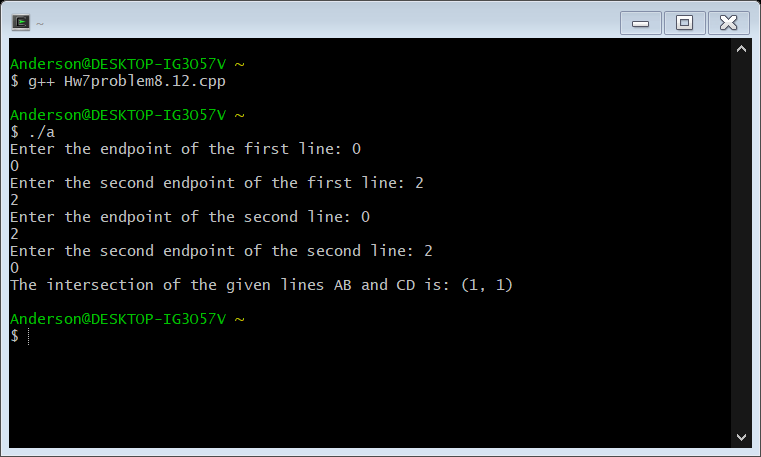 ~
Anderson@DESKTOP-IG3O57V ~
$ g++ Hw7problem8.12.cpp
Anderson@DESKTOP-IG3O57V ~
$ ./a
Enter the endpoint of the first line: 0
0
Enter the second endpoint of the first line: 2
2
Enter the endpoint of the second line: 0
2
Enter the second endpoint of the second line: 2
0
The intersection of the given lines AB and CD is: (1, 1)
Anderson@DESKTOP-IG3O57V ~
$